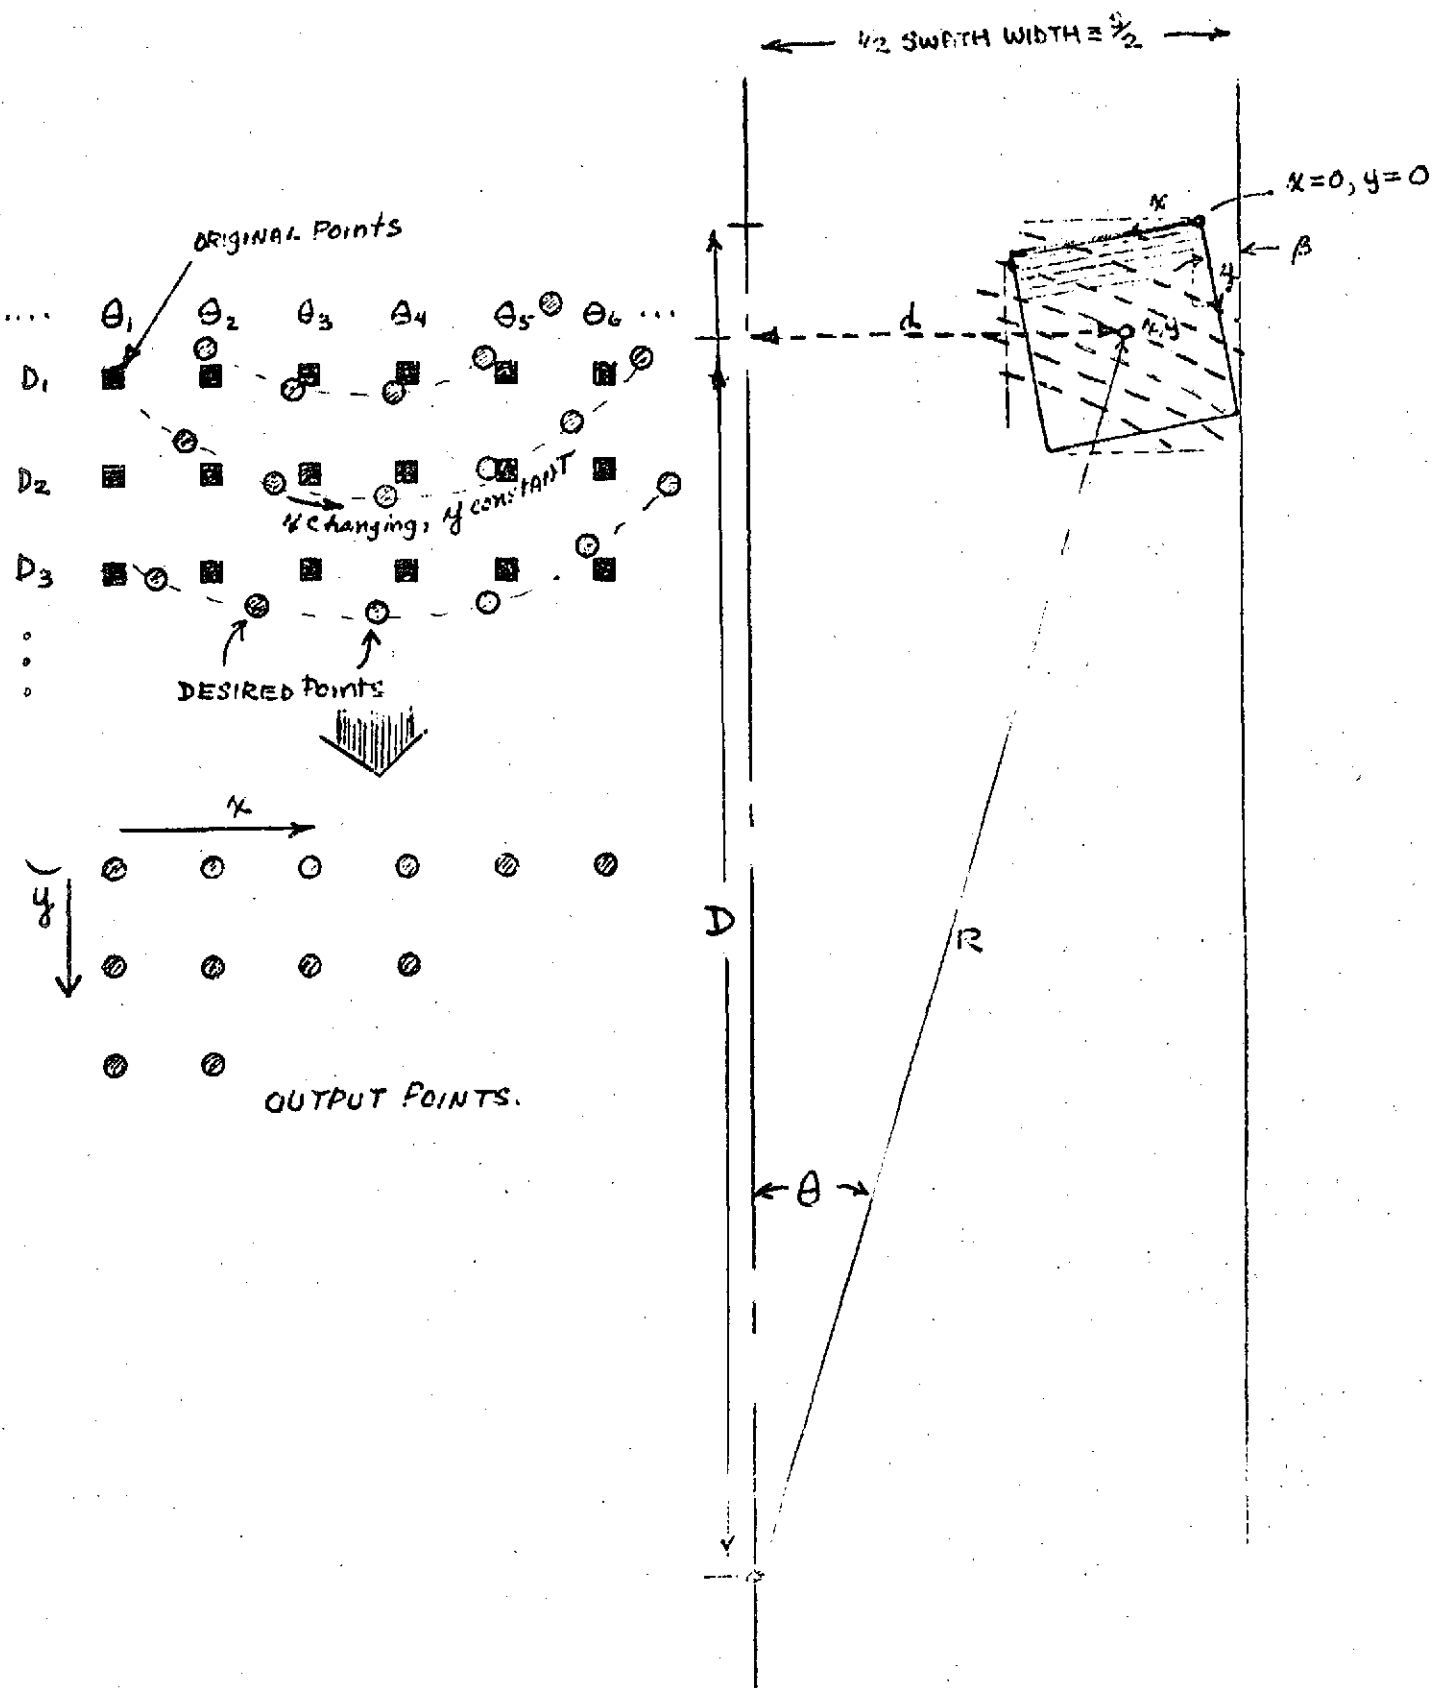 1/2 SWATH WIDTH ≡ S/2
x=0, y=0
x
β
y
ORIGINAL Points
.... θ1 θ2 θ3 θ4 θ5 θ6 ...
d
x,y
D1
D2
x changing, y constant
D3
DESIRED Points
x
y
D
R
OUTPUT POINTS.
θ